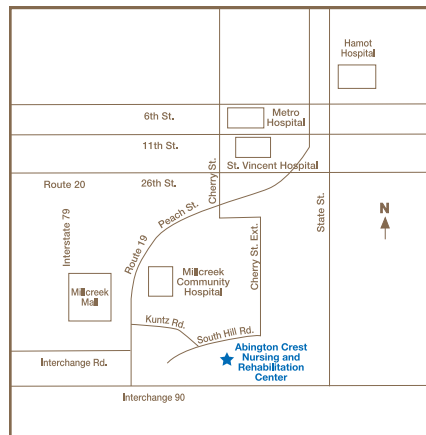 Hamot
Hospital
6th St.
Metro
Hospital
11th St.
St. Vincent Hospital
Route 20
26th St.
Cherry St.
Peach St.
State St.
N
Interstate 79
Route 19
Cherry St. Ext.
Millcreek
Community
Hospital
Millcreek
Mall
Kuntz Rd.
South Hill Rd.
Abington Crest
Nursing and
Rehabilitation
Center
Interchange Rd.
Interchange 90